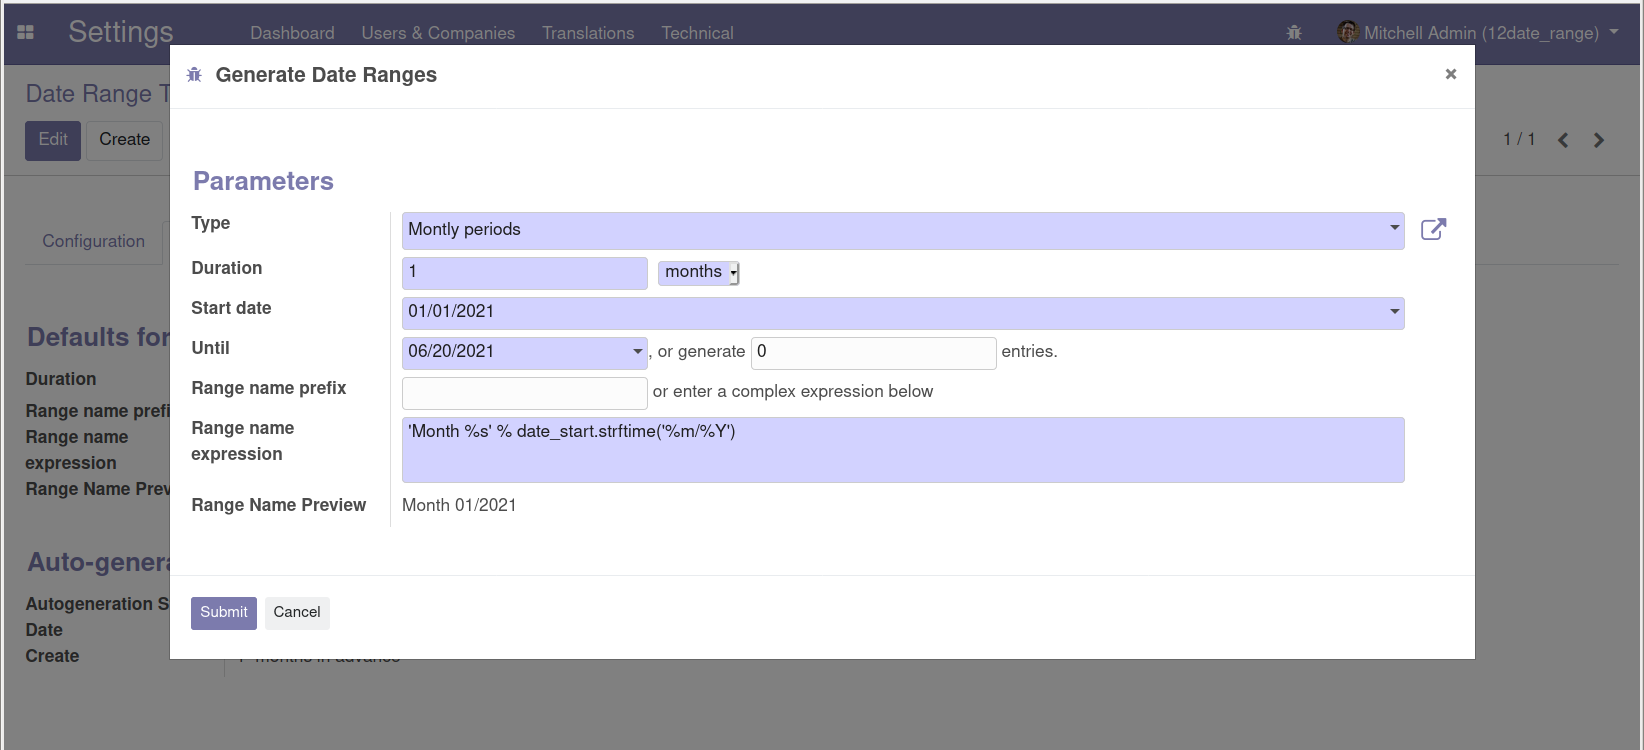 Settings Dashboard Users & Companies Translations Technical Mitchell Admin (12date_range)
Date Range T
Edit Create 1 / 1
Configuration
Defaults for
Duration
Range name prefi
Range name
expression
Range Name Prev
Auto-genera
Autogeneration S
Date
Create
Generate Date Ranges ×
Parameters
Type Montly periods
Duration 1 months
Start date 01/01/2021
Until 06/20/2021 , or generate 0 entries.
Range name prefix or enter a complex expression below
Range name
expression 'Month %s' % date_start.strftime('%m/%Y')
Range Name Preview Month 01/2021
Submit Cancel